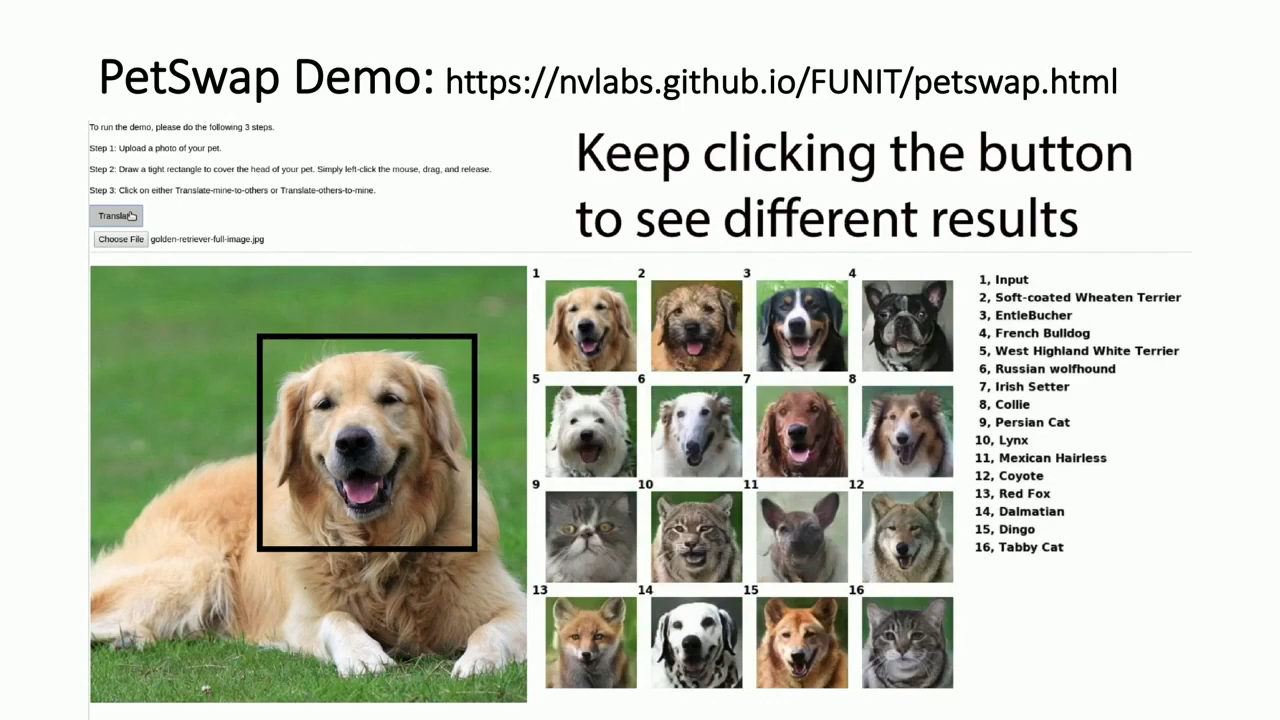 PetSwap Demo: https://nvlabs.github.io/FUNIT/petswap.html
To run the demo, please do the following 3 steps.
Step 1: Upload a photo of your pet.
Step 2: Draw a tight rectangle to cover the head of your pet. Simply left-click the mouse, drag, and release.
Step 3: Click on either Translate-mine-to-others or Translate-others-to-mine.
Keep clicking the button
to see different results
Choose File golden-retriever-full-image.jpg
1 2 3 4
5 6 7 8
9 10 11 12
13 14 15 16
1, Input
2, Soft-coated Wheaten Terrier
3, EntleBucher
4, French Bulldog
5, West Highland White Terrier
6, Russian wolfhound
7, Irish Setter
8, Collie
9, Persian Cat
10, Lynx
11, Mexican Hairless
12, Coyote
13, Red Fox
14, Dalmatian
15, Dingo
16, Tabby Cat